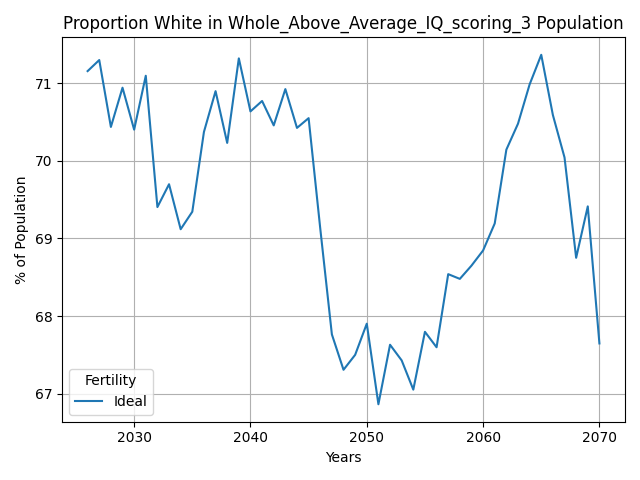 Proportion White in Whole_Above_Average_IQ_scoring_3 Population
% of Population
71
70
69
68
67
Fertility
Ideal
2030 2040 2050 2060 2070
Years